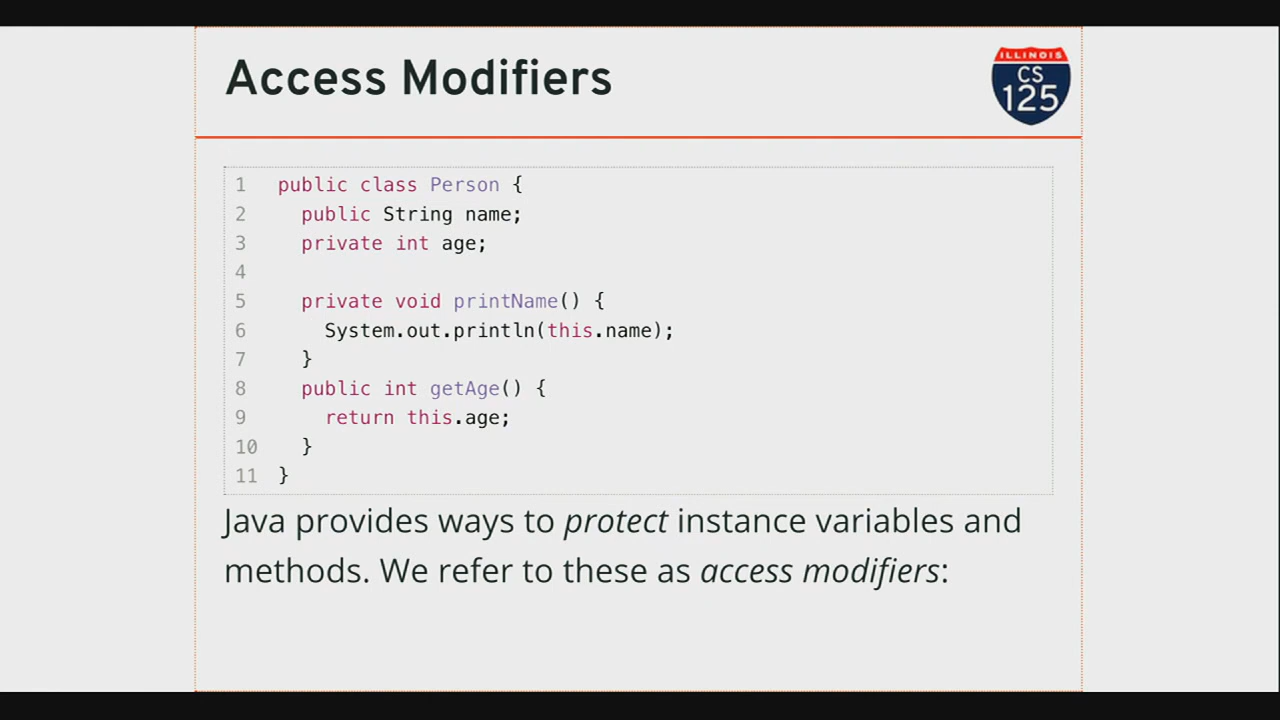 Access Modifiers
ILLINOIS
CS
125
1 public class Person {
2 public String name;
3 private int age;
4
5 private void printName() {
6 System.out.println(this.name);
7 }
8 public int getAge() {
9 return this.age;
10 }
11 }
Java provides ways to protect instance variables and
methods. We refer to these as access modifiers: